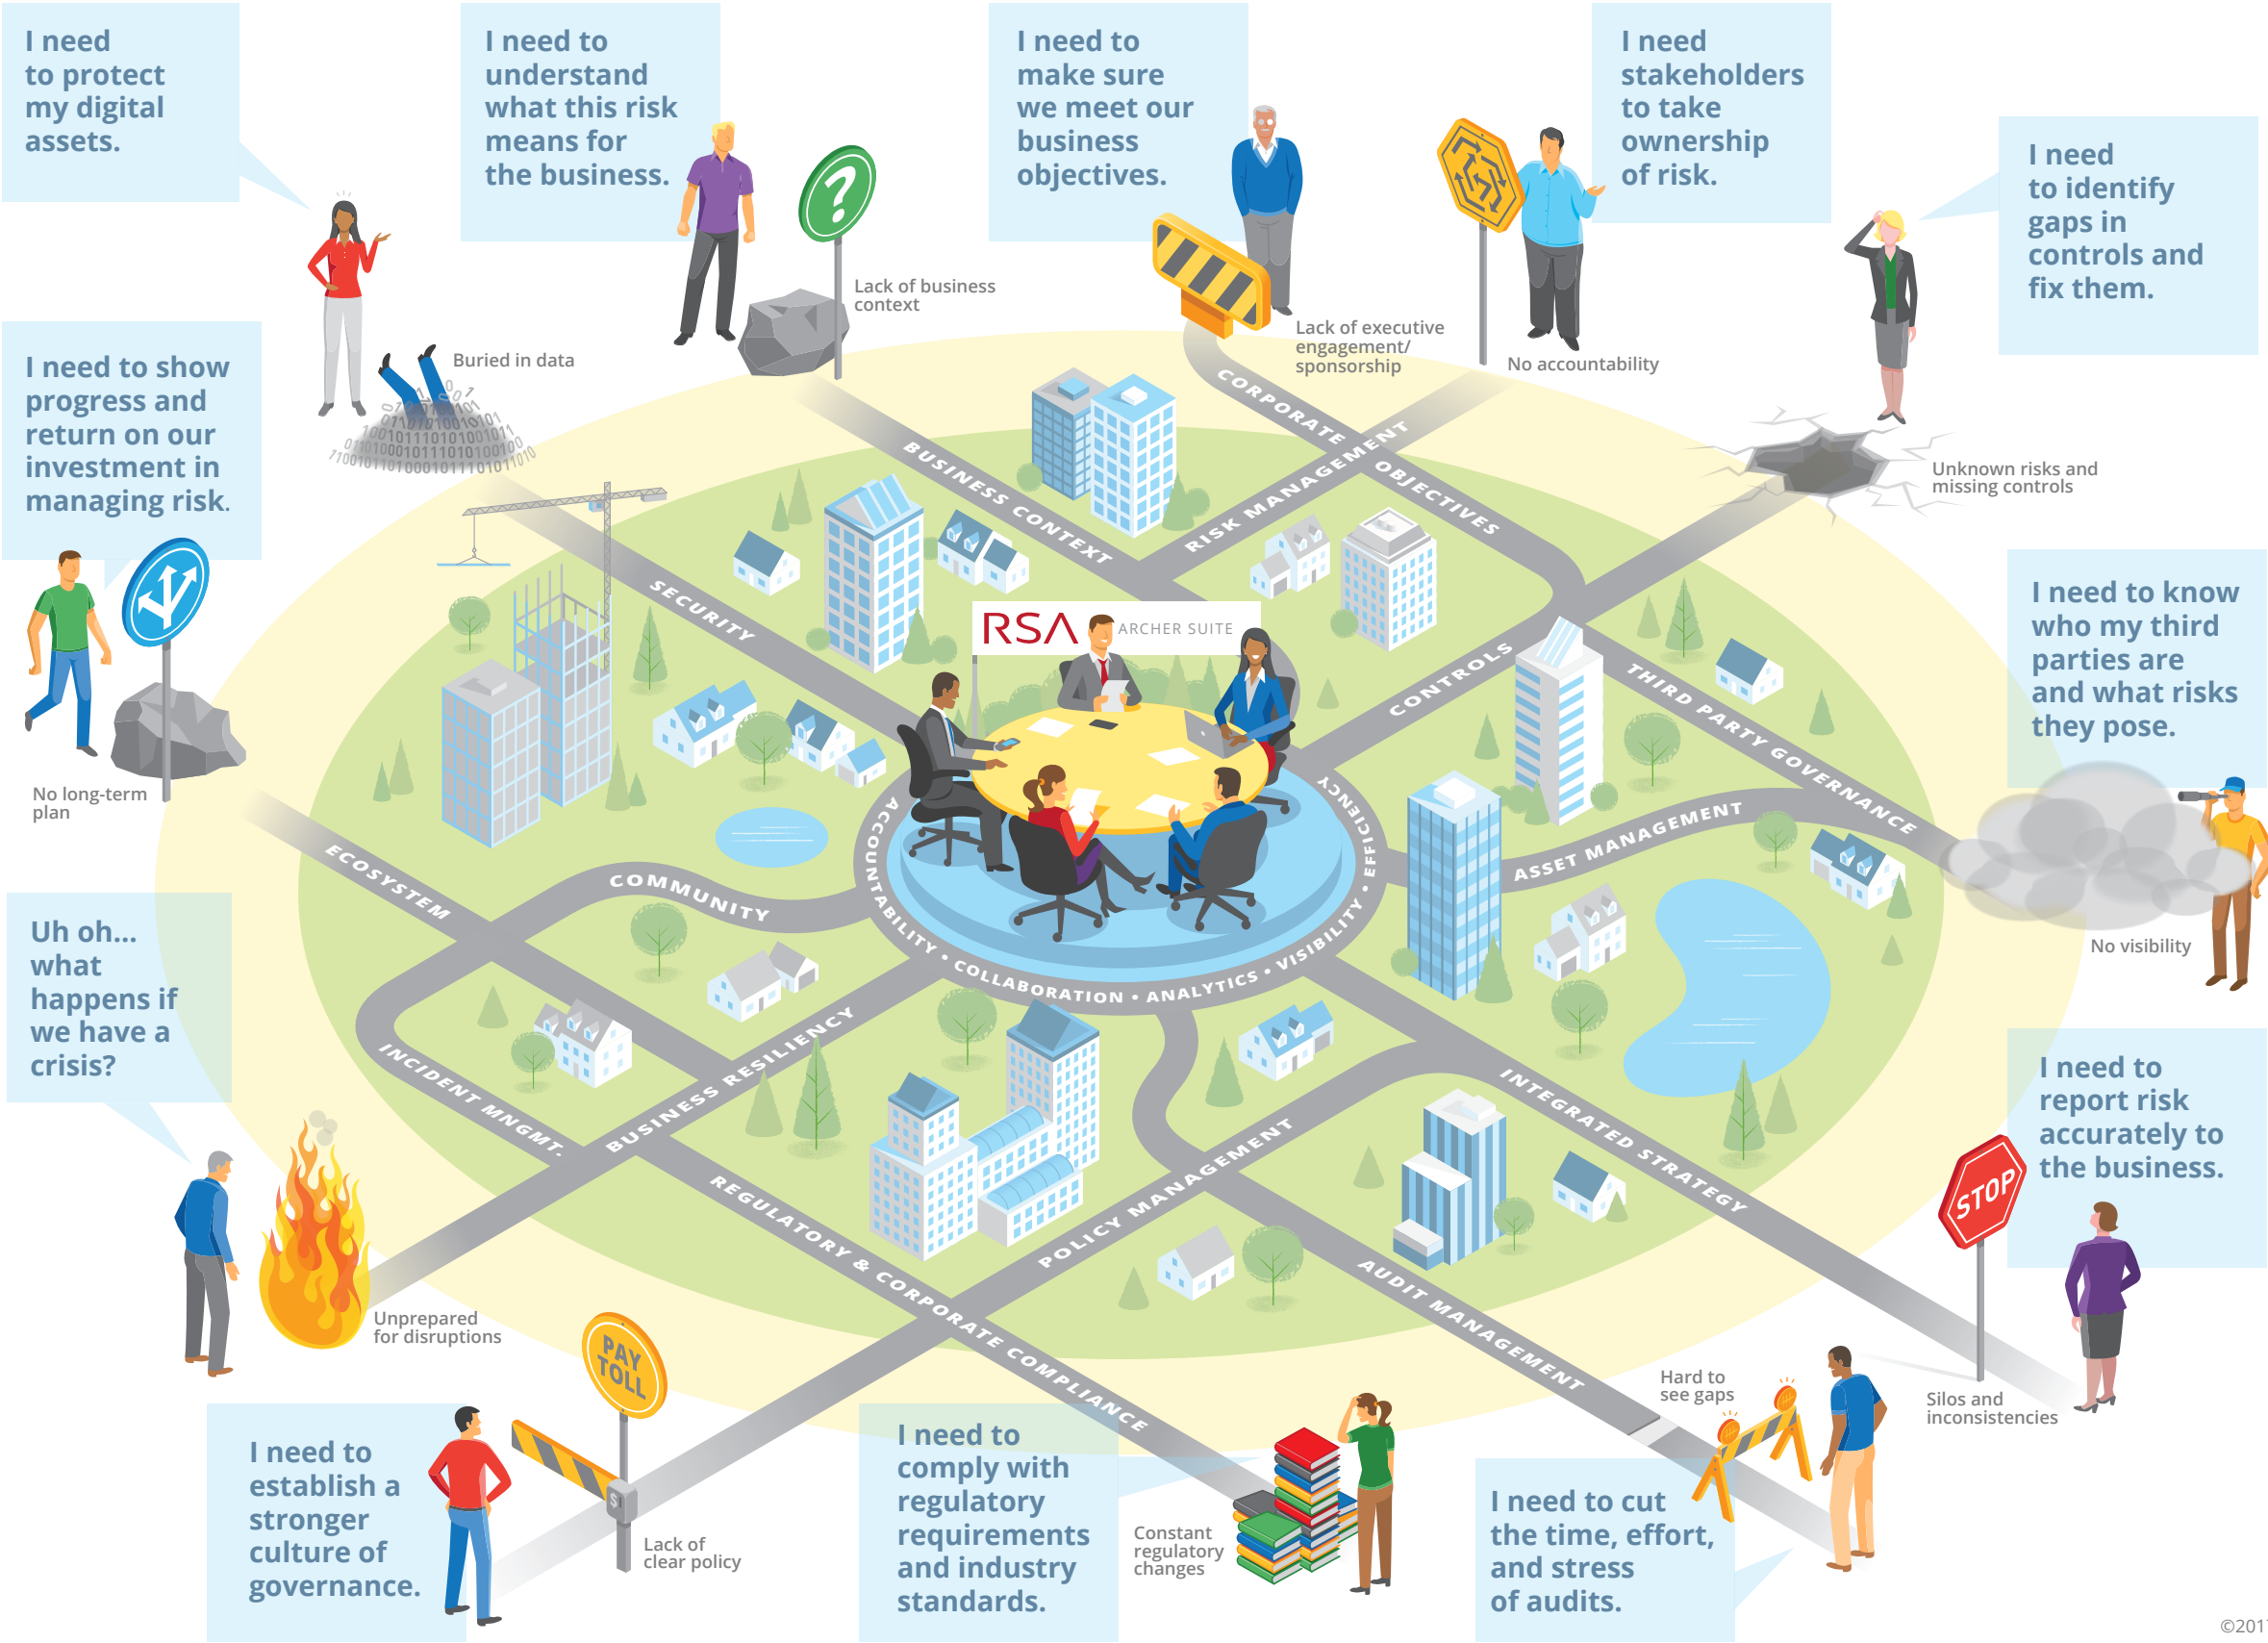 I need
to protect
my digital
assets.
I need to
understand
what this risk
means for
the business.
I need to
make sure
we meet our
business
objectives.
I need
stakeholders
to take
ownership
of risk.
I need
to identify
gaps in
controls and
fix them.
?
Lack of business
context
Lack of executive
engagement/
sponsorship
No accountability
Buried in data
I need to show
progress and
return on our
investment in
managing risk.
Unknown risks and
missing controls
CORPORATE OBJECTIVES
RISK MANAGEMENT
BUSINESS CONTEXT
SECURITY
RSA ARCHER SUITE
CONTROLS
THIRD PARTY GOVERNANCE
I need to know
who my third
parties are
and what risks
they pose.
No long-term
plan
ECOSYSTEM
COMMUNITY
ASSET MANAGEMENT
ACCOUNTABILITY • COLLABORATION • ANALYTICS • VISIBILITY • EFFICIENCY
No visibility
Uh oh...
what
happens if
we have a
crisis?
INCIDENT MNGMT.
BUSINESS RESILIENCY
INTEGRATED STRATEGY
POLICY MANAGEMENT
REGULATORY & CORPORATE COMPLIANCE
AUDIT MANAGEMENT
I need to
report risk
accurately to
the business.
STOP
Unprepared
for disruptions
PAY
TOLL
$
Hard to
see gaps
Silos and
inconsistencies
I need to
establish a
stronger
culture of
governance.
Lack of
clear policy
I need to
comply with
regulatory
requirements
and industry
standards.
Constant
regulatory
changes
I need to cut
the time, effort,
and stress
of audits.